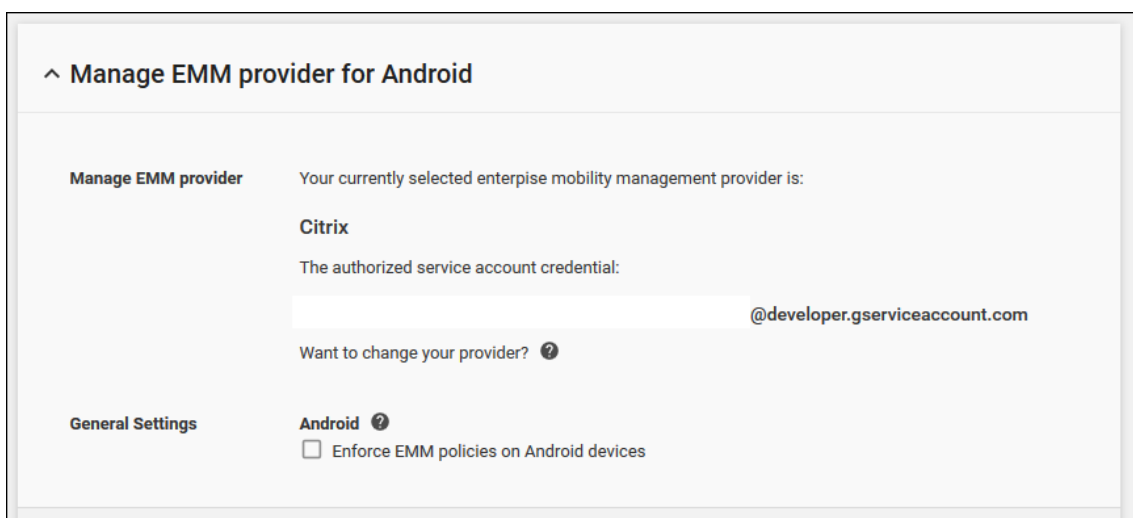 Manage EMM provider for Android
Manage EMM provider
Your currently selected enterpise mobility management provider is:
Citrix
The authorized service account credential:
@developer.gserviceaccount.com
Want to change your provider?
General Settings
Android
Enforce EMM policies on Android devices